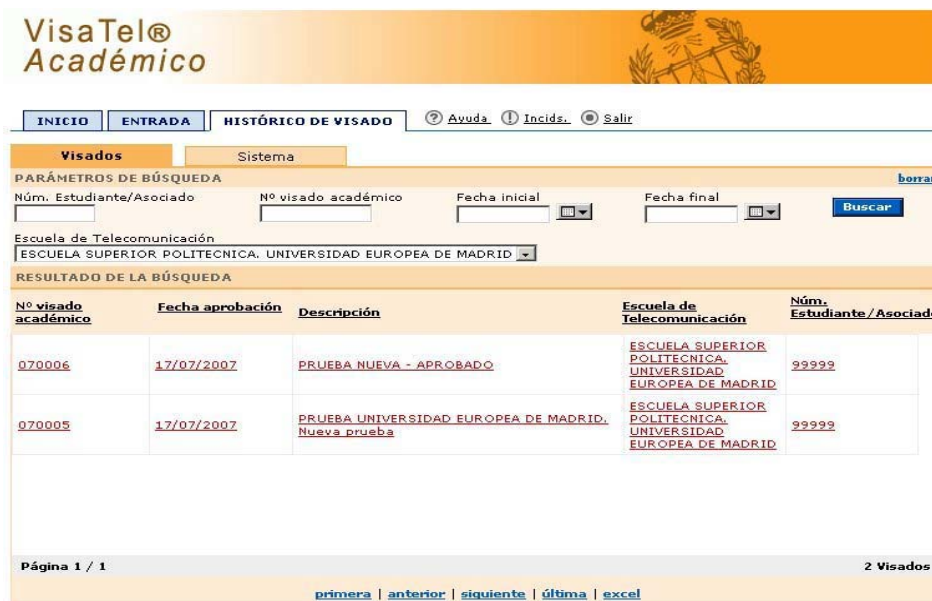 VisaTel®
Académico
INICIO ENTRADA HISTÓRICO DE VISADO Ayuda Incids. Salir
Visados Sistema
PARÁMETROS DE BÚSQUEDA borrar
Núm. Estudiante/Asociado Nº visado académico Fecha inicial Fecha final
Buscar
Escuela de Telecomunicación
ESCUELA SUPERIOR POLITECNICA. UNIVERSIDAD EUROPEA DE MADRID
RESULTADO DE LA BÚSQUEDA
Nº visado académico Fecha aprobación Descripción Escuela de Telecomunicación Núm. Estudiante/Asociado
070006 17/07/2007 PRUEBA NUEVA - APROBADO ESCUELA SUPERIOR POLITECNICA. UNIVERSIDAD EUROPEA DE MADRID 99999
070005 17/07/2007 PRUEBA UNIVERSIDAD EUROPEA DE MADRID. Nueva prueba ESCUELA SUPERIOR POLITECNICA. UNIVERSIDAD EUROPEA DE MADRID 99999
Página 1 / 1 2 Visados
primera | anterior | siguiente | última | excel